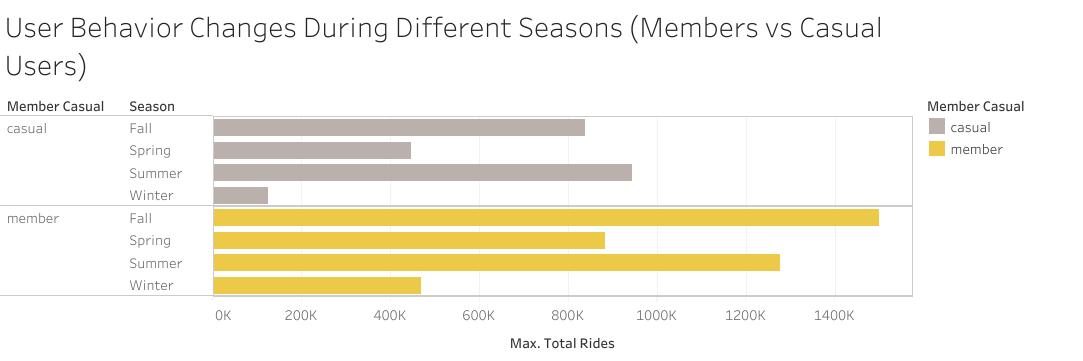 User Behavior Changes During Different Seasons (Members vs Casual
Users)
Member Casual Season
casual Fall
Spring
Summer
Winter
member Fall
Spring
Summer
Winter
0K 200K 400K 600K 800K 1000K 1200K 1400K
Max. Total Rides
Member Casual
casual
member